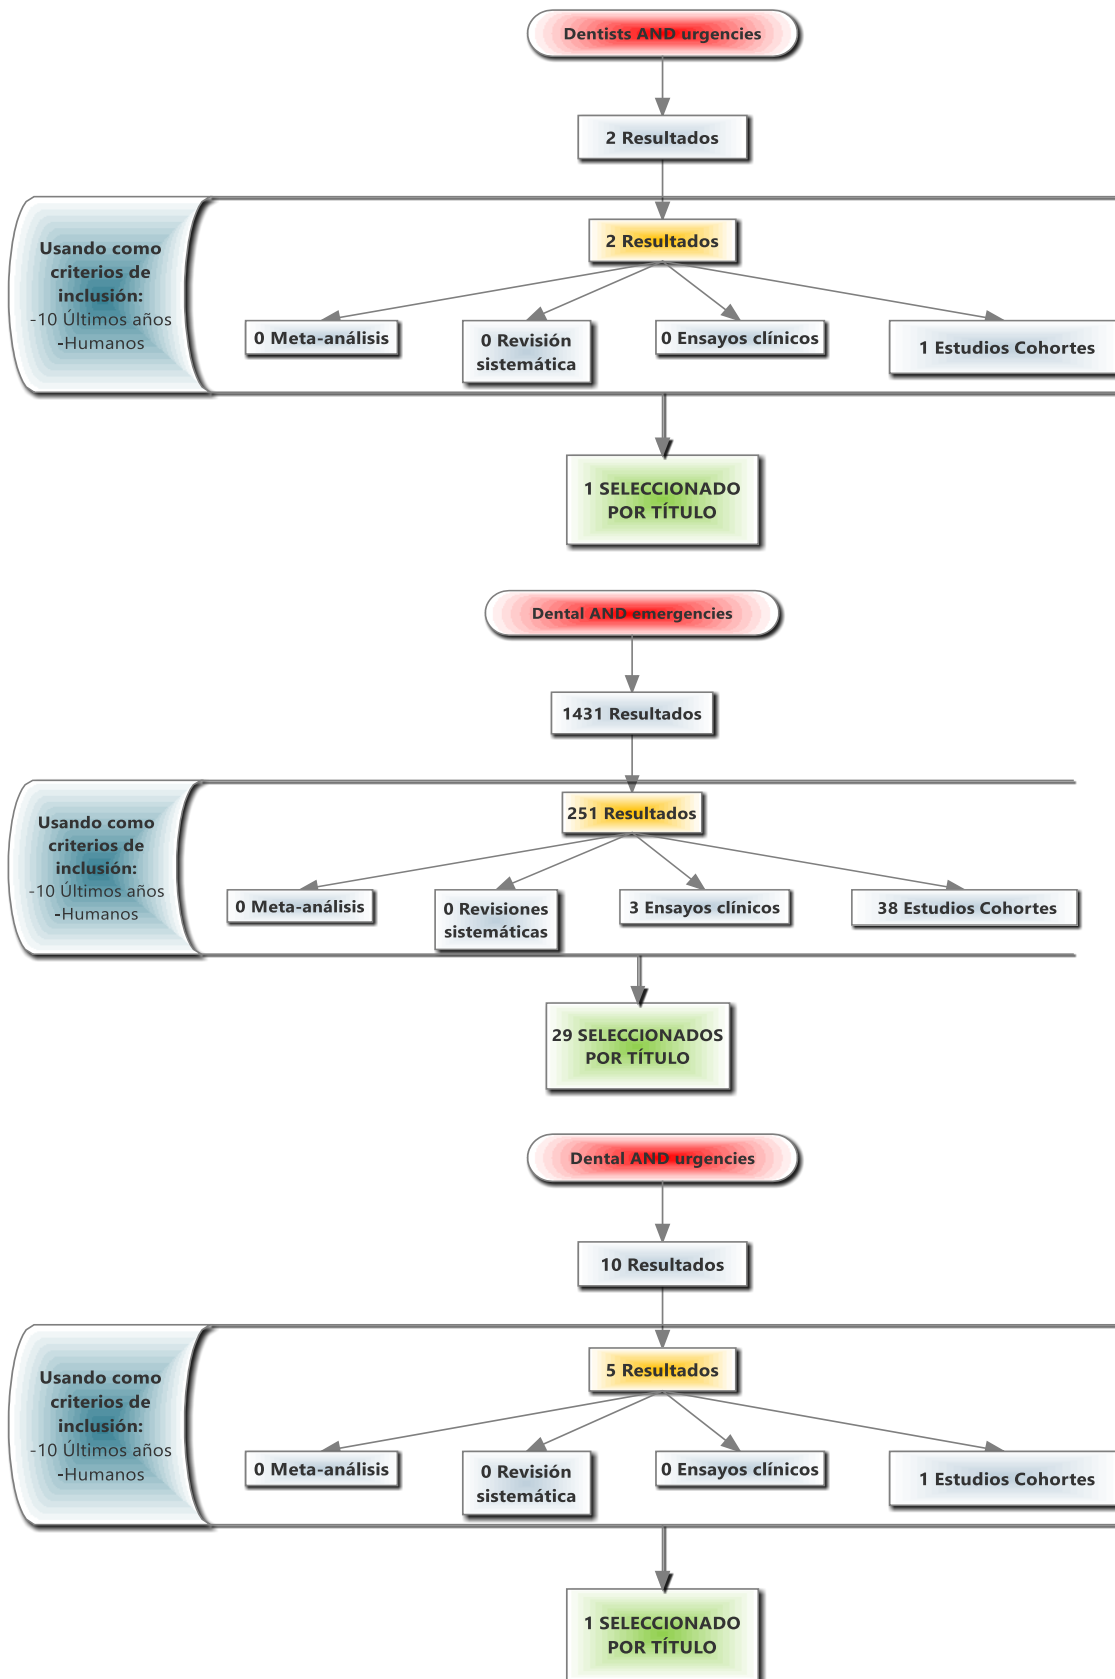 Dentists AND urgencies
2 Resultados
Usando como
criterios de
inclusión:
-10 Últimos años
-Humanos
2 Resultados
0 Meta-análisis
0 Revisión
sistemática
0 Ensayos clínicos
1 Estudios Cohortes
1 SELECCIONADO
POR TÍTULO
Dental AND emergencies
1431 Resultados
Usando como
criterios de
inclusión:
-10 Últimos años
-Humanos
251 Resultados
0 Meta-análisis
0 Revisiones
sistemáticas
3 Ensayos clínicos
38 Estudios Cohortes
29 SELECCIONADOS
POR TÍTULO
Dental AND urgencies
10 Resultados
Usando como
criterios de
inclusión:
-10 Últimos años
-Humanos
5 Resultados
0 Meta-análisis
0 Revisión
sistemática
0 Ensayos clínicos
1 Estudios Cohortes
1 SELECCIONADO
POR TÍTULO